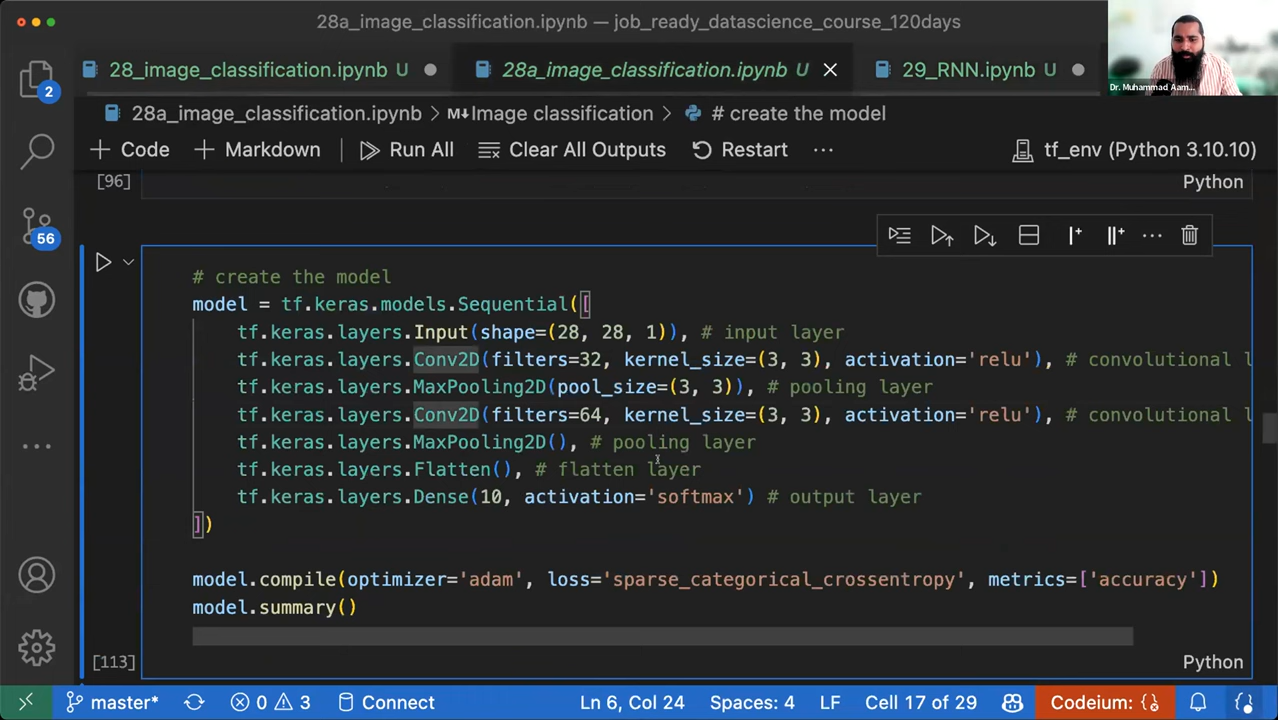 28a_image_classification.ipynb — job_ready_datascience_course_120days
28_image_classification.ipynb U
28a_image_classification.ipynb U
29_RNN.ipynb U
Dr. Muhammad Aam...
2
28a_image_classification.ipynb > M↓Image classification > # create the model
+ Code + Markdown Run All Clear All Outputs Restart ... tf_env (Python 3.10.10)
[96] Python
56
# create the model
model = tf.keras.models.Sequential([
tf.keras.layers.Input(shape=(28, 28, 1)), # input layer
tf.keras.layers.Conv2D(filters=32, kernel_size=(3, 3), activation='relu'), # convolutional l
tf.keras.layers.MaxPooling2D(pool_size=(3, 3)), # pooling layer
tf.keras.layers.Conv2D(filters=64, kernel_size=(3, 3), activation='relu'), # convolutional l
tf.keras.layers.MaxPooling2D(), # pooling layer
tf.keras.layers.Flatten(), # flatten layer
tf.keras.layers.Dense(10, activation='softmax') # output layer
])
model.compile(optimizer='adam', loss='sparse_categorical_crossentropy', metrics=['accuracy'])
model.summary()
[113] Python
master* 0 3 Connect Ln 6, Col 24 Spaces: 4 LF Cell 17 of 29 Codeium: {}